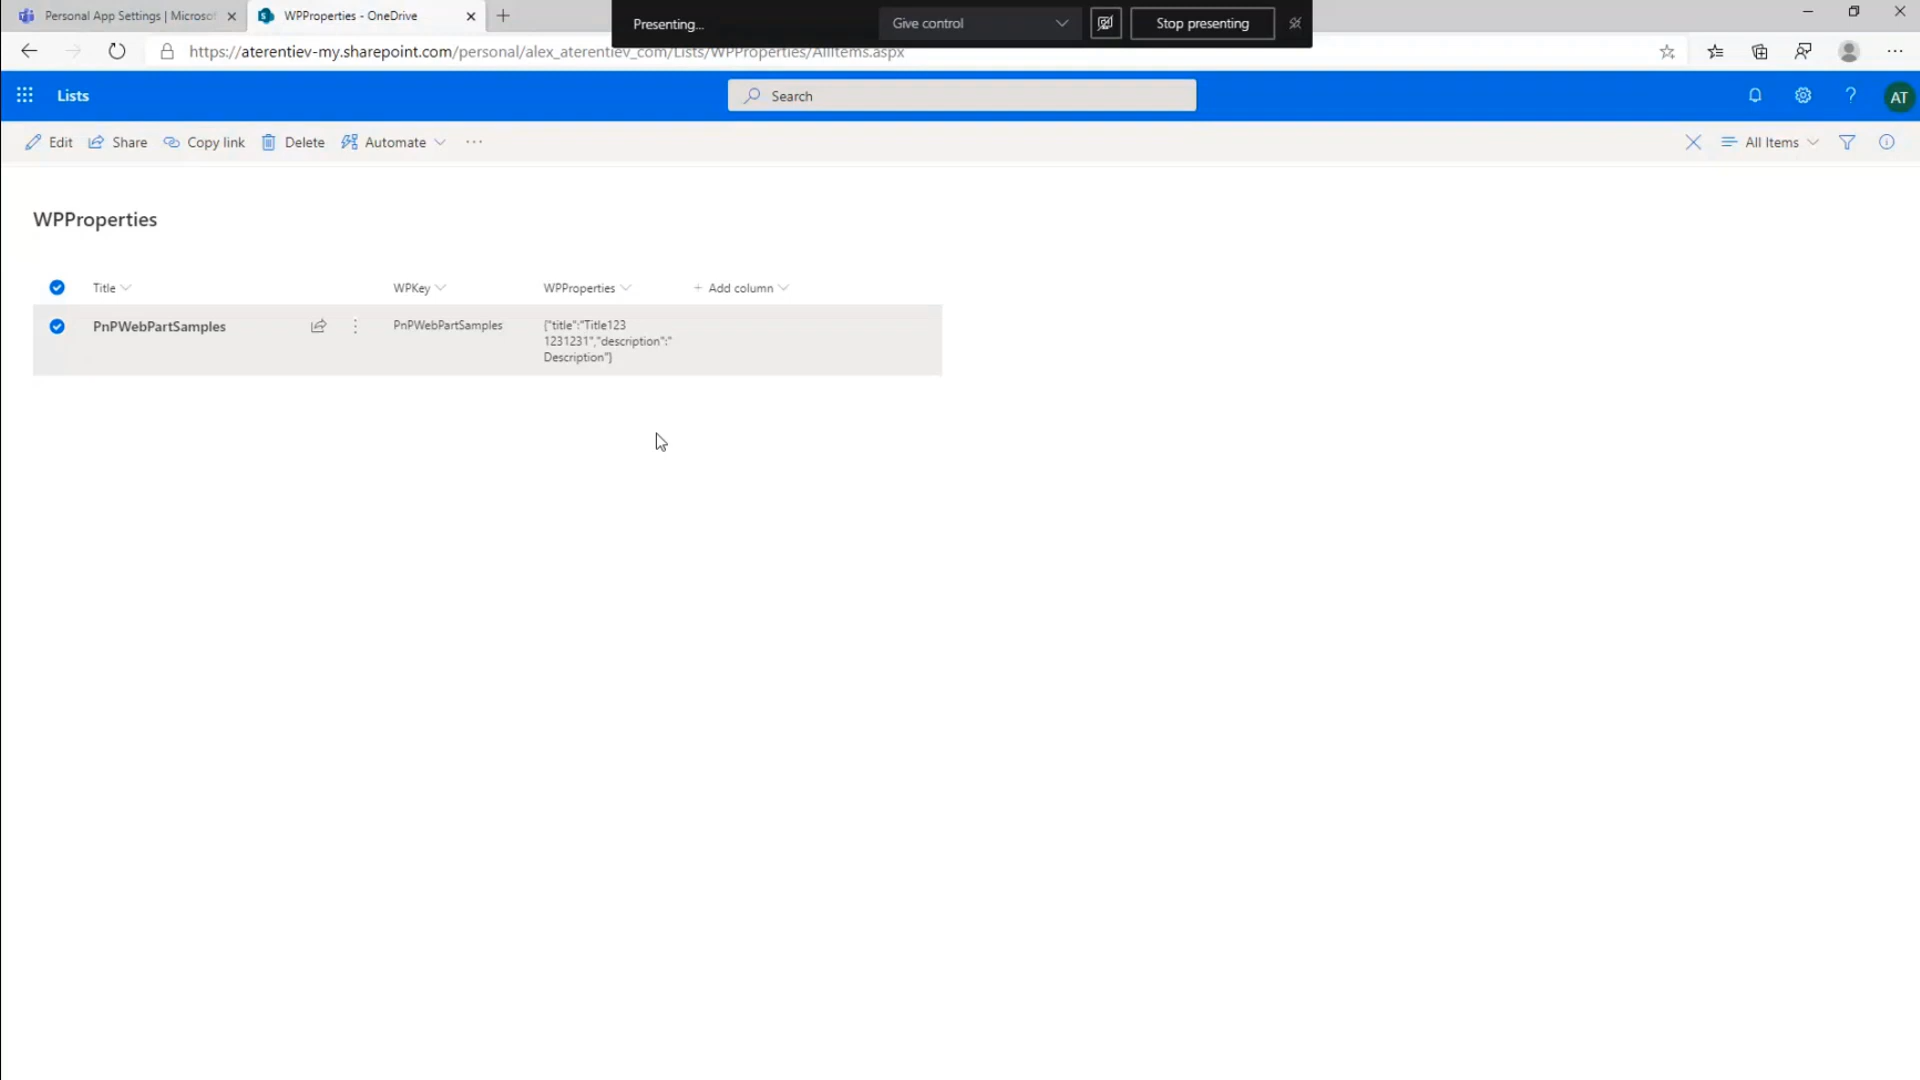 Personal App Settings | Microsof
WPProperties - OneDrive
Presenting...
Give control
Stop presenting
https://aterentiev-my.sharepoint.com/personal/alex_aterentiev_com/Lists/WPProperties/AllItems.aspx
Lists
Search
AT
Edit
Share
Copy link
Delete
Automate
All Items
WPProperties
Title
WPKey
WPProperties
+ Add column
PnPWebPartSamples
PnPWebPartSamples
{"title":"Title123
1231231","description":"
Description"}